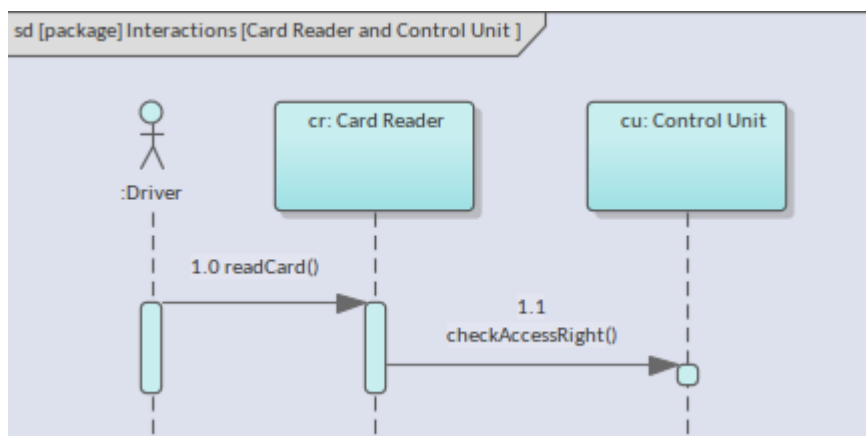 sd [package] Interactions [Card Reader and Control Unit ]
cr: Card Reader
cu: Control Unit
:Driver
1.0 readCard()
1.1
checkAccessRight()